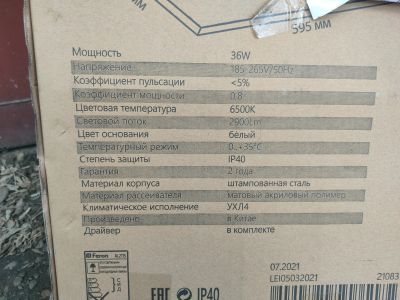 мм
595 мм
Мощность 36W
Напряжение 185-265V/50Hz
Коэффициент пульсации <5%
Коэффициент мощности 0.8
Цветовая температура 6500K
Световой поток 2900Lm
Цвет основания белый
Температурный режим 0..+35°C
Степень защиты IP40
Гарантия 2 года
Материал корпуса штампованная сталь
Материал рассеивателя матовый акриловый полимер
Климатическое исполнение УХЛ4
Произведено в Китае
Драйвер в комплекте
Feron
07.2021
LEI05032021 21083
EAC IP40